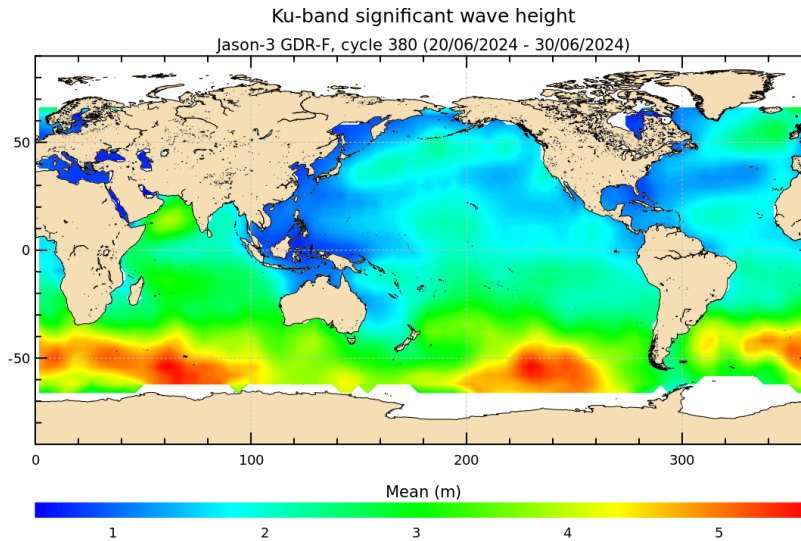 Ku-band significant wave height
Jason-3 GDR-F, cycle 380 (20/06/2024 - 30/06/2024)
50
0
-50
0 100 200 300
Mean (m)
1 2 3 4 5